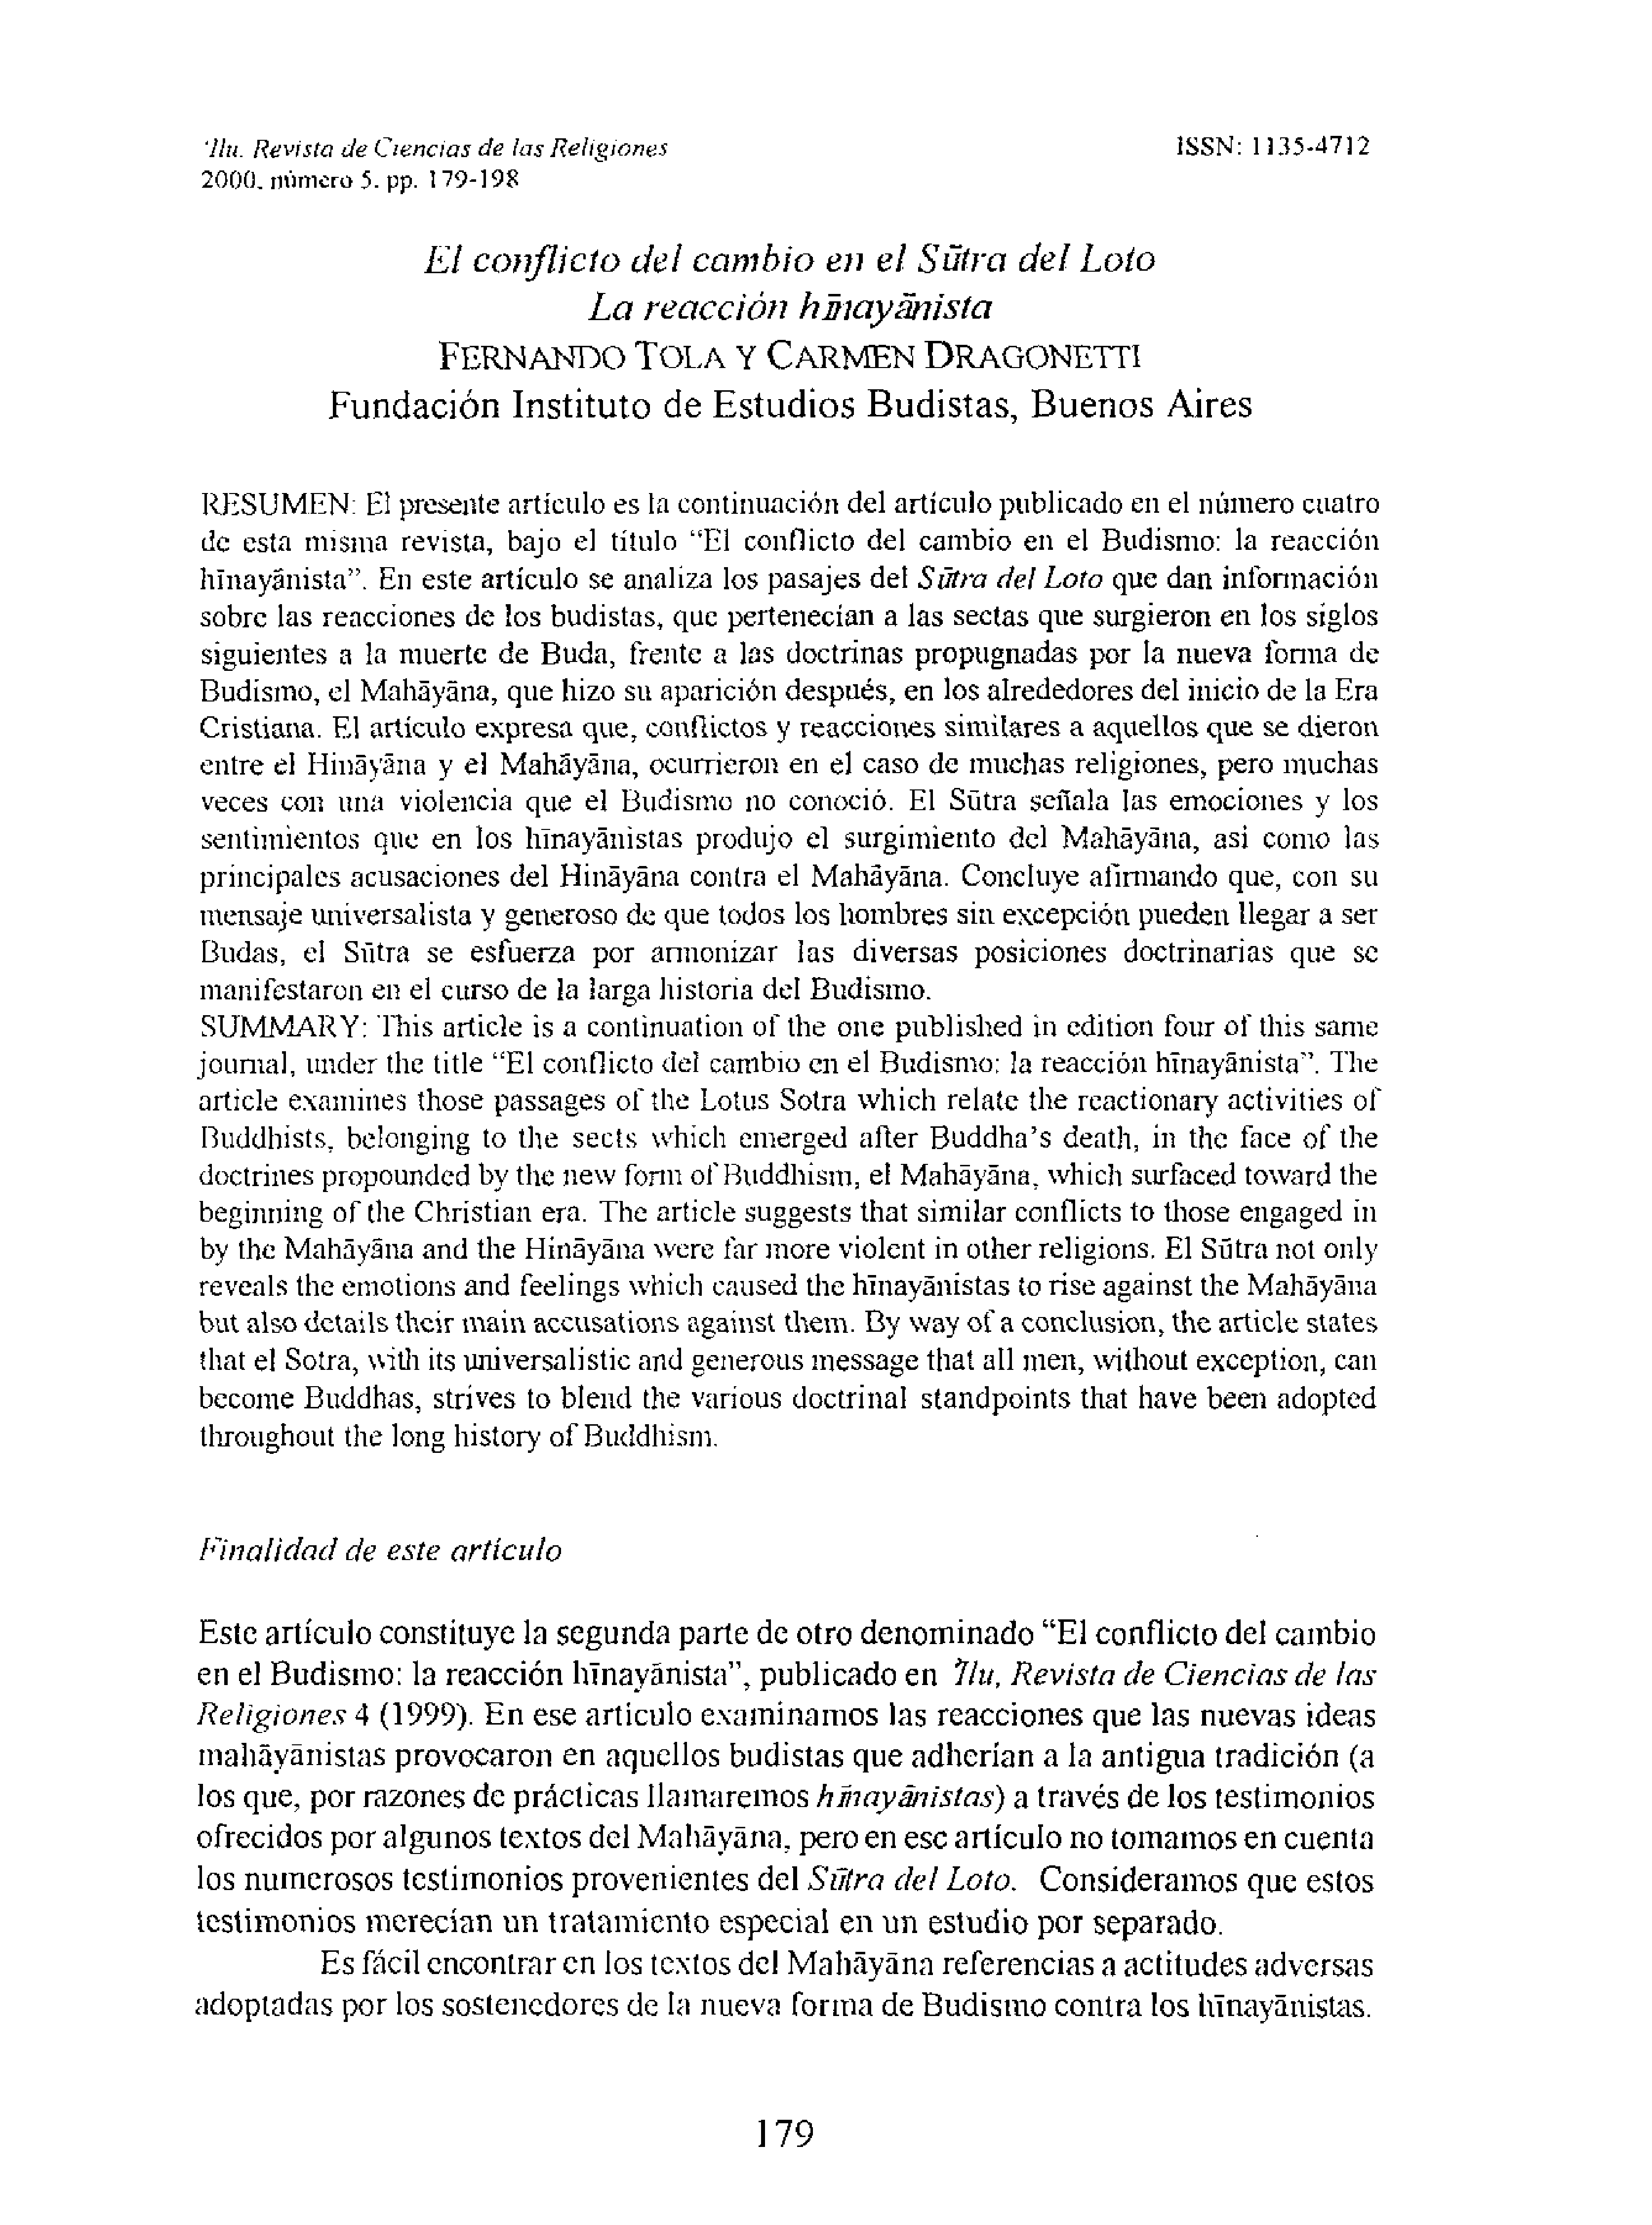 'Ilu. Revista de Ciencias de las Religiones
ISSN: 1135-4712
2000. número 5. pp. 179-198
El conflicto del cambio en el Sūtra del Loto
La reacción hīnayānista
FERNANDO TOLA Y CARMEN DRAGONETTI
Fundación Instituto de Estudios Budistas, Buenos Aires
RESUMEN: El presente artículo es la continuación del artículo publicado en el número cuatro
de esta misma revista, bajo el título “El conflicto del cambio en el Budismo: la reacción
hīnayānista”. En este artículo se analiza los pasajes del Sūtra del Loto que dan información
sobre las reacciones de los budistas, que pertenecían a las sectas que surgieron en los siglos
siguientes a la muerte de Buda, frente a las doctrinas propugnadas por la nueva forma de
Budismo, el Mahāyāna, que hizo su aparición después, en los alrededores del inicio de la Era
Cristiana. El artículo expresa que, conflictos y reacciones similares a aquellos que se dieron
entre el Hināyāna y el Mahāyāna, ocurrieron en el caso de muchas religiones, pero muchas
veces con una violencia que el Budismo no conoció. El Sūtra señala las emociones y los
sentimientos que en los hīnayānistas produjo el surgimiento del Mahāyāna, asi como las
principales acusaciones del Hināyāna contra el Mahāyāna. Concluye afirmando que, con su
mensaje universalista y generoso de que todos los hombres sin excepción pueden llegar a ser
Budas, el Sūtra se esfuerza por armonizar las diversas posiciones doctrinarias que se
manifestaron en el curso de la larga historia del Budismo.
SUMMARY: This article is a continuation of the one published in edition four of this same
journal, under the title “El conflicto del cambio en el Budismo: la reacción hīnayānista”. The
article examines those passages of the Lotus Sotra which relate the reactionary activities of
Buddhists, belonging to the sects which emerged after Buddha’s death, in the face of the
doctrines propounded by the new form of Buddhism, el Mahāyāna, which surfaced toward the
beginning of the Christian era. The article suggests that similar conflicts to those engaged in
by the Mahāyāna and the Hināyāna were far more violent in other religions. El Sūtra not only
reveals the emotions and feelings which caused the hīnayānistas to rise against the Mahāyāna
but also details their main accusations against them. By way of a conclusion, the article states
that el Sotra, with its universalistic and generous message that all men, without exception, can
become Buddhas, strives to blend the various doctrinal standpoints that have been adopted
throughout the long history of Buddhism.
Finalidad de este artículo
Este artículo constituye la segunda parte de otro denominado “El conflicto del cambio
en el Budismo: la reacción hīnayānista”, publicado en 'Ilu, Revista de Ciencias de las
Religiones 4 (1999). En ese artículo examinamos las reacciones que las nuevas ideas
mahāyānistas provocaron en aquellos budistas que adherían a la antigua tradición (a
los que, por razones de prácticas llamaremos hīnayānistas) a través de los testimonios
ofrecidos por algunos textos del Mahāyāna, pero en ese artículo no tomamos en cuenta
los numerosos testimonios provenientes del Sūtra del Loto. Consideramos que estos
testimonios merecían un tratamiento especial en un estudio por separado.
Es fácil encontrar en los textos del Mahāyāna referencias a actitudes adversas
adoptadas por los sostenedores de la nueva forma de Budismo contra los hīnayānistas.
179